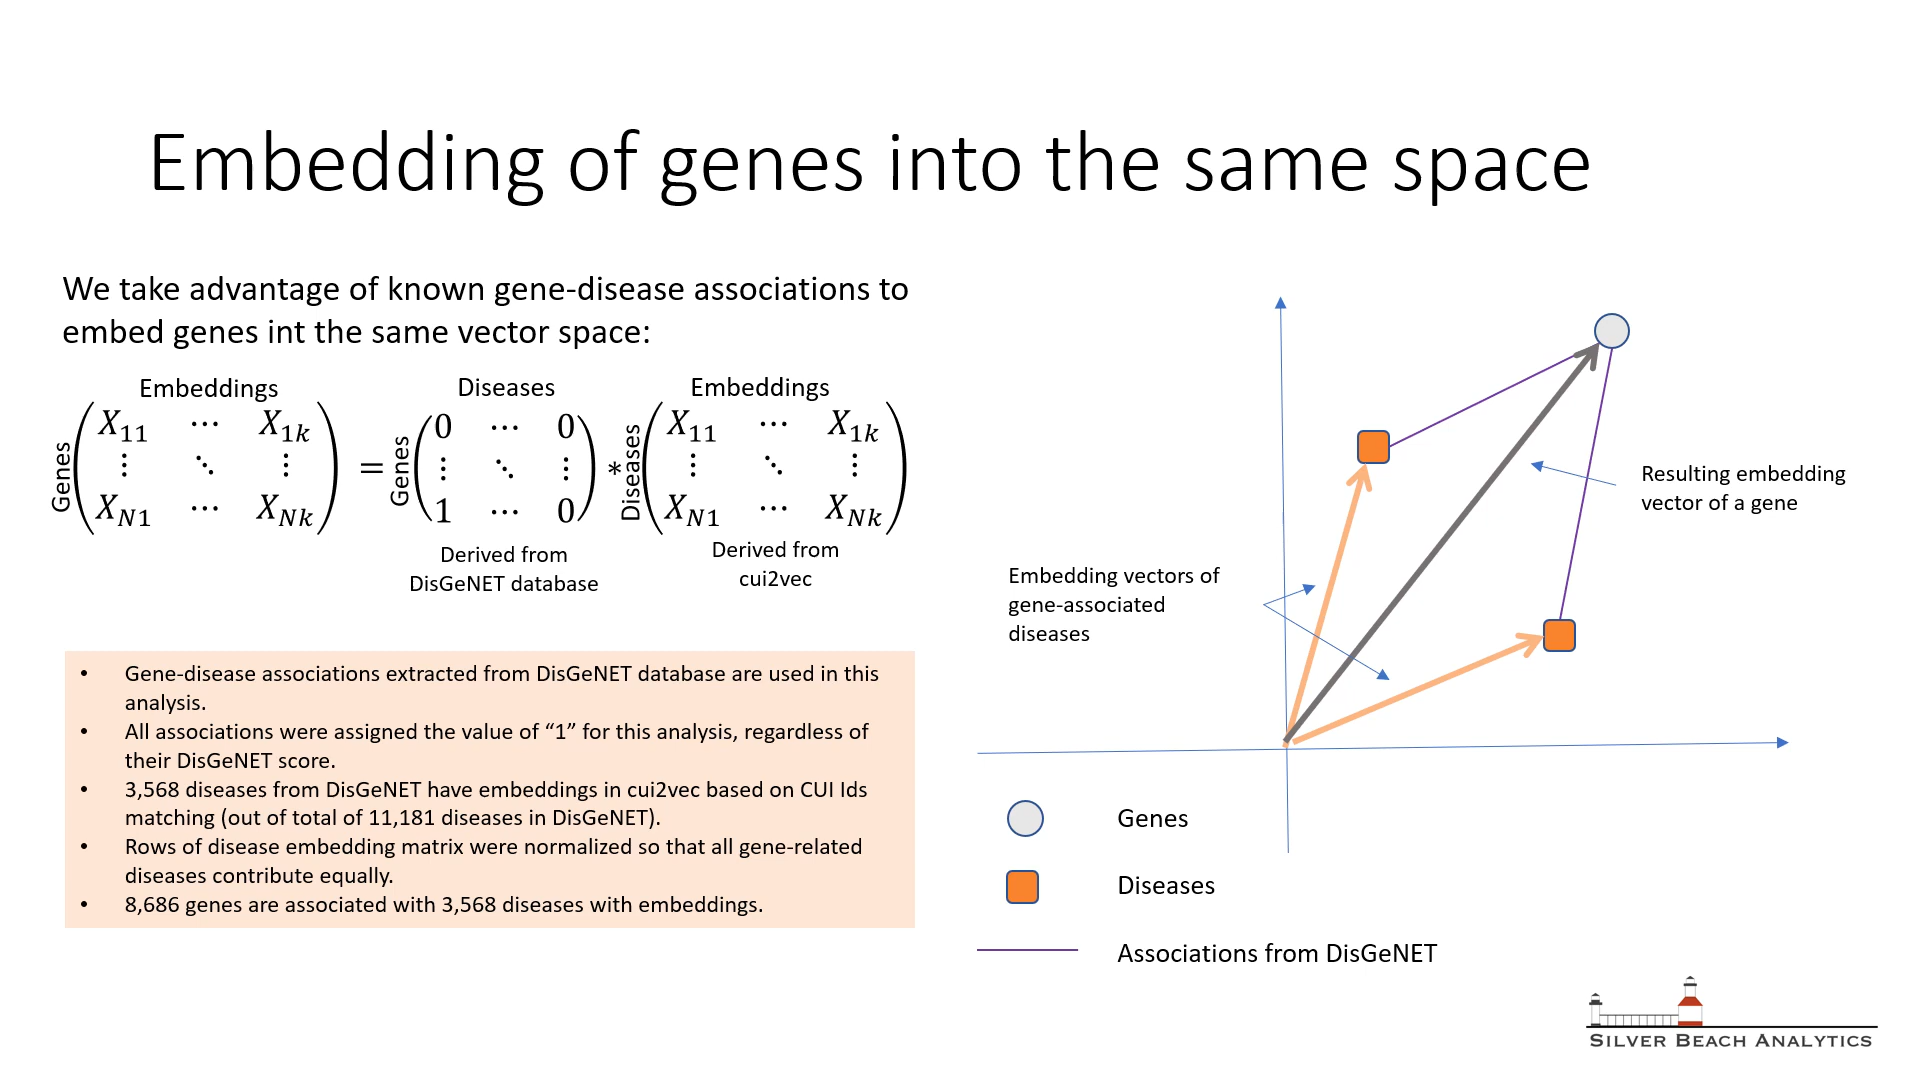 Embedding of genes into the same space
We take advantage of known gene-disease associations to
embed genes int the same vector space:
Embeddings
Genes
X11 ⋯ X1k
⋮ ⋱ ⋮
XN1 ⋯ XNk
=
Diseases
Genes
0 ⋯ 0
⋮ ⋱ ⋮
1 ⋯ 0
Derived from
DisGeNET database
*
Embeddings
Diseases
X11 ⋯ X1k
⋮ ⋱ ⋮
XN1 ⋯ XNk
Derived from
cui2vec
• Gene-disease associations extracted from DisGeNET database are used in this
analysis.
• All associations were assigned the value of “1” for this analysis, regardless of
their DisGeNET score.
• 3,568 diseases from DisGeNET have embeddings in cui2vec based on CUI Ids
matching (out of total of 11,181 diseases in DisGeNET).
• Rows of disease embedding matrix were normalized so that all gene-related
diseases contribute equally.
• 8,686 genes are associated with 3,568 diseases with embeddings.
Resulting embedding
vector of a gene
Embedding vectors of
gene-associated
diseases
Genes
Diseases
Associations from DisGeNET
SILVER BEACH ANALYTICS